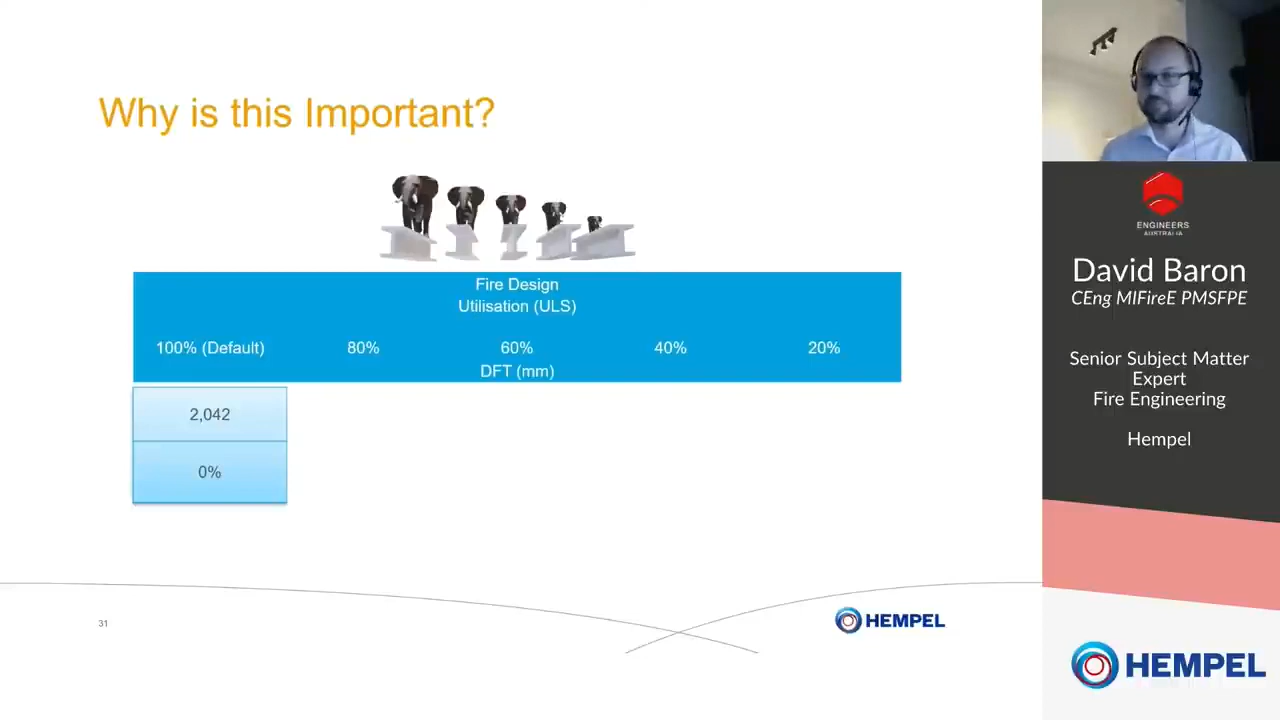 Why is this Important?
Fire Design
Utilisation (ULS)
100% (Default) 80% 60% 40% 20%
DFT (mm)
2,042
0%
31
HEMPEL
ENGINEERS
AUSTRALIA
David Baron
CEng MIFireE PMSFPE
Senior Subject Matter
Expert
Fire Engineering
Hempel
HEMPEL